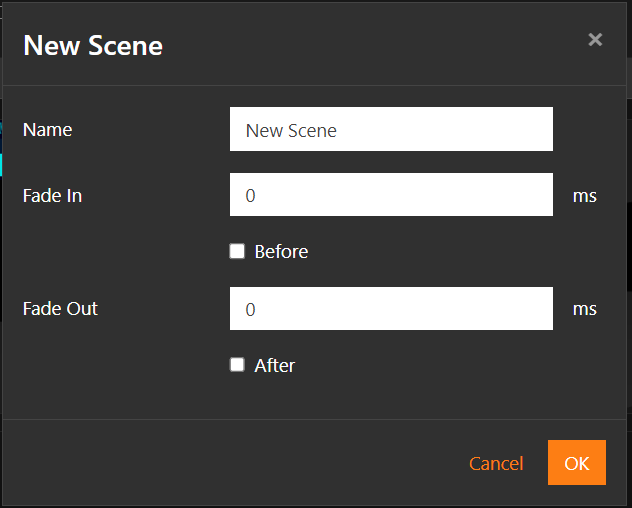 New Scene ×
Name New Scene
Fade In 0 ms
Before
Fade Out 0 ms
After
Cancel OK